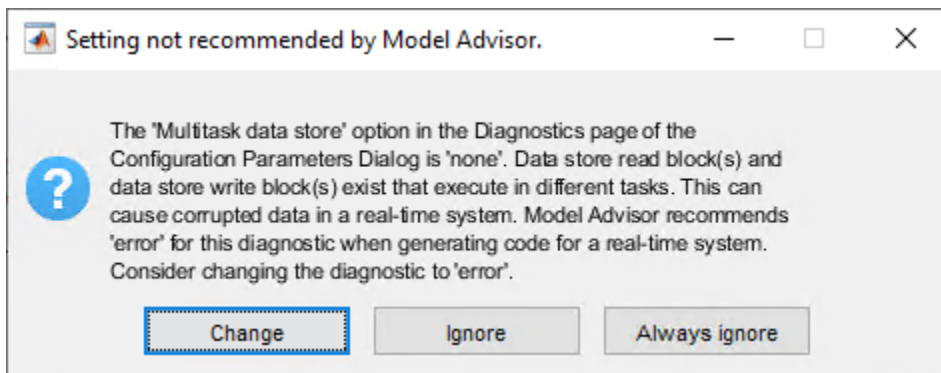 Setting not recommended by Model Advisor.
The 'Multitask data store' option in the Diagnostics page of the
Configuration Parameters Dialog is 'none'. Data store read block(s) and
data store write block(s) exist that execute in different tasks. This can
cause corrupted data in a real-time system. Model Advisor recommends
'error' for this diagnostic when generating code for a real-time system.
Consider changing the diagnostic to 'error'.
Change Ignore Always ignore